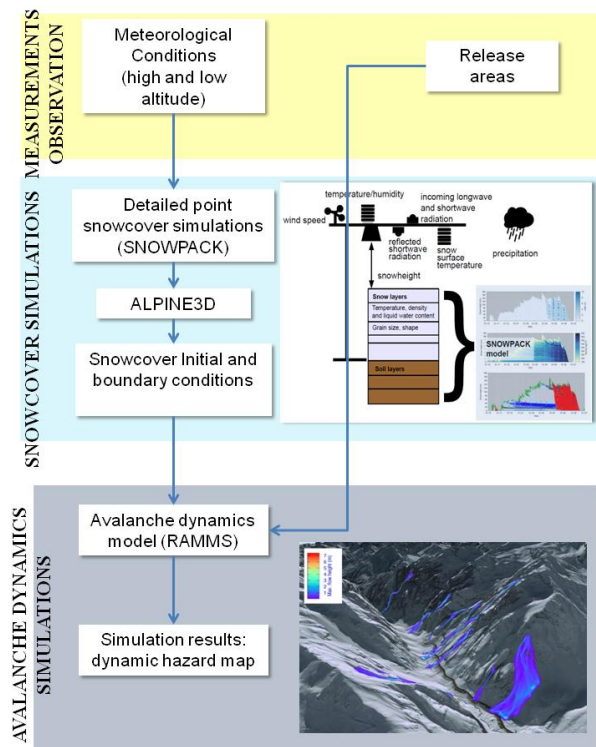 MEASUREMENTS
OBSERVATION
Meteorological
Conditions
(high and low
altitude)
Release
areas
SNOWCOVER SIMULATIONS
Detailed point
snowcover simulations
(SNOWPACK)
ALPINE3D
Snowcover Initial and
boundary conditions
temperature/humidity
incoming longwave
and shortwave
radiation
wind speed
reflected
shortwave
radiation
snow
surface
temperature
precipitation
snowheight
Snow layers
Temperature, density
and liquid water content
Grain size, shape
Soil layers
SNOWPACK
model
AVALANCHE DYNAMICS
SIMULATIONS
Avalanche dynamics
model (RAMMS)
Simulation results:
dynamic hazard map
Max. flow height (m)